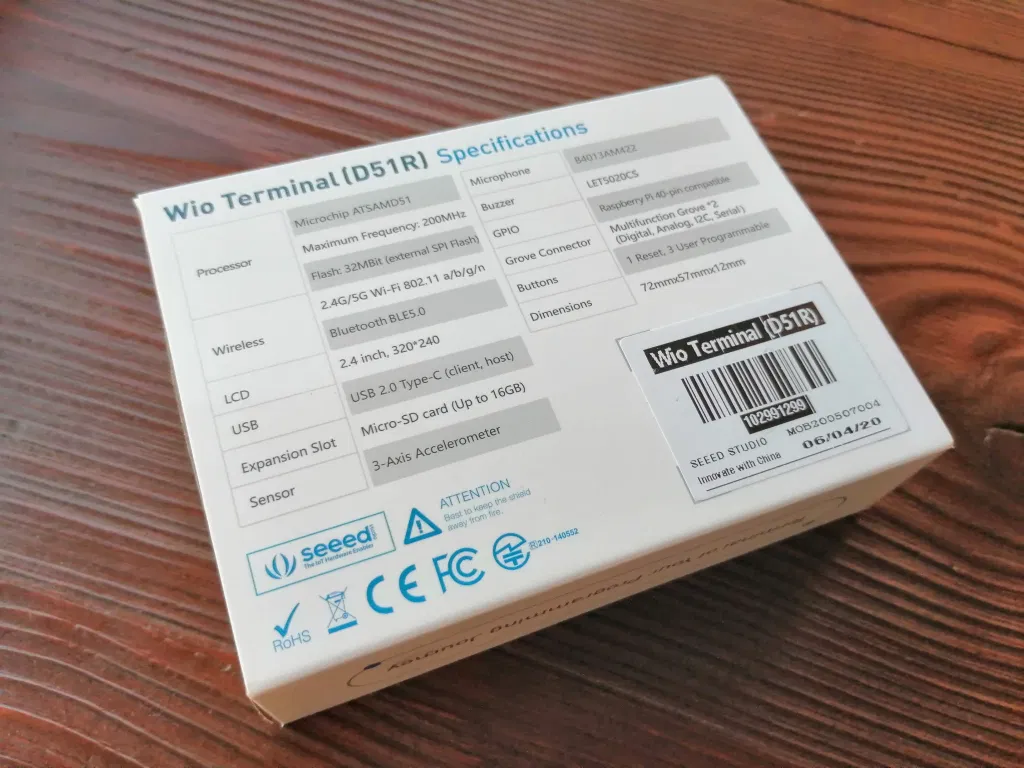 Wio Terminal (D51R) Specifications
Processor
Microchip ATSAMD51
Maximum Frequency: 200MHz
Flash: 32MBit (external SPI Flash)
Wireless
2.4G/5G Wi-Fi 802.11 a/b/g/n
Bluetooth BLE5.0
LCD
2.4 inch, 320*240
USB
USB 2.0 Type-C (client, host)
Expansion Slot
Micro-SD card (Up to 16GB)
Sensor
3-Axis Accelerometer
Microphone
B4013AM422
Buzzer
LET5020CS
GPIO
Raspberry Pi 40-pin compatible
Grove Connector
Multifunction Grove *2
(Digital, Analog, I2C, Serial)
Buttons
1 Reset, 3 User Programmable
Dimensions
72mmx57mmx12mm
Wio Terminal (D51R)
102991299
SEEED STUDIO
MOB200507004
Innovate with China
06/04/20
seeed
The IoT Hardware Enabler
ATTENTION
Best to keep the shield
away from fire.
RoHS
CE
FC
R 210-140552